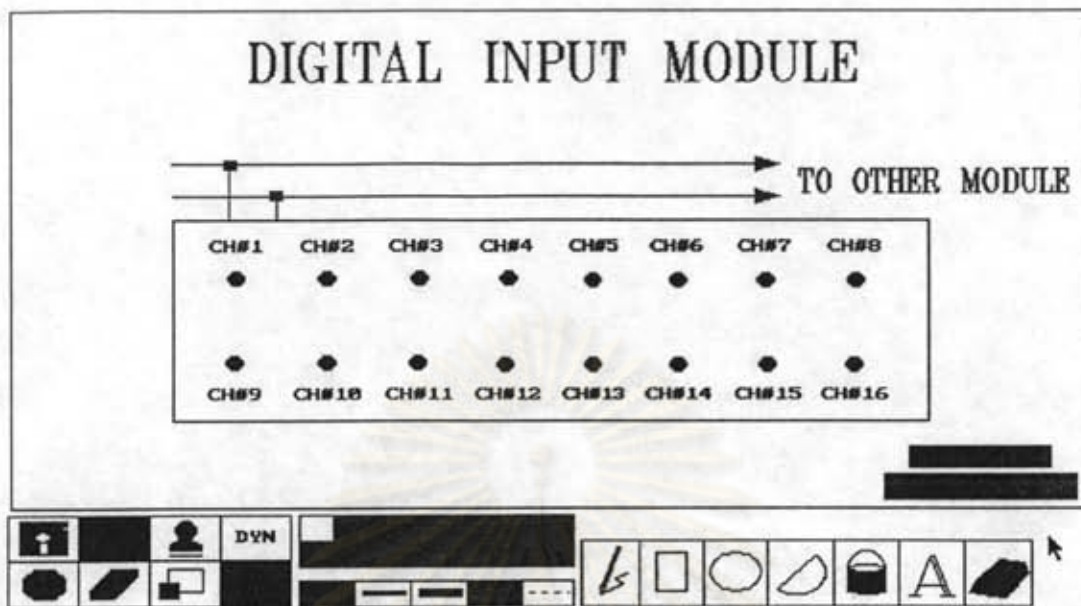 DIGITAL INPUT MODULE
TO OTHER MODULE
CH#1 CH#2 CH#3 CH#4 CH#5 CH#6 CH#7 CH#8
CH#9 CH#10 CH#11 CH#12 CH#13 CH#14 CH#15 CH#16
DYN
A